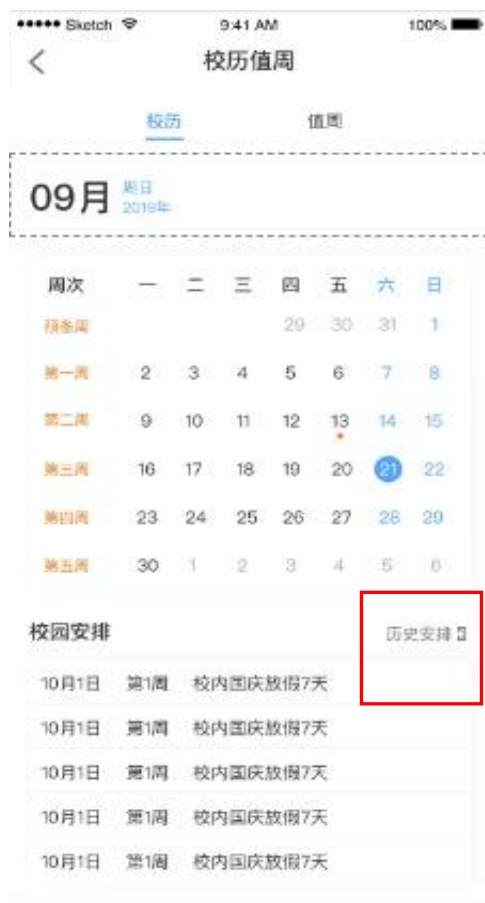 Sketch 9:41 AM 100%
校历值周
校历 值周
09月 周日
2019年
周次 一 二 三 四 五 六 日
预备周 29 30 31 1
第一周 2 3 4 5 6 7 8
第二周 9 10 11 12 13 14 15
第三周 16 17 18 19 20 21 22
第四周 23 24 25 26 27 28 29
第五周 30 1 2 3 4 5 6
校园安排 历史安排
10月1日 第1周 校内国庆放假7天
10月1日 第1周 校内国庆放假7天
10月1日 第1周 校内国庆放假7天
10月1日 第1周 校内国庆放假7天
10月1日 第1周 校内国庆放假7天